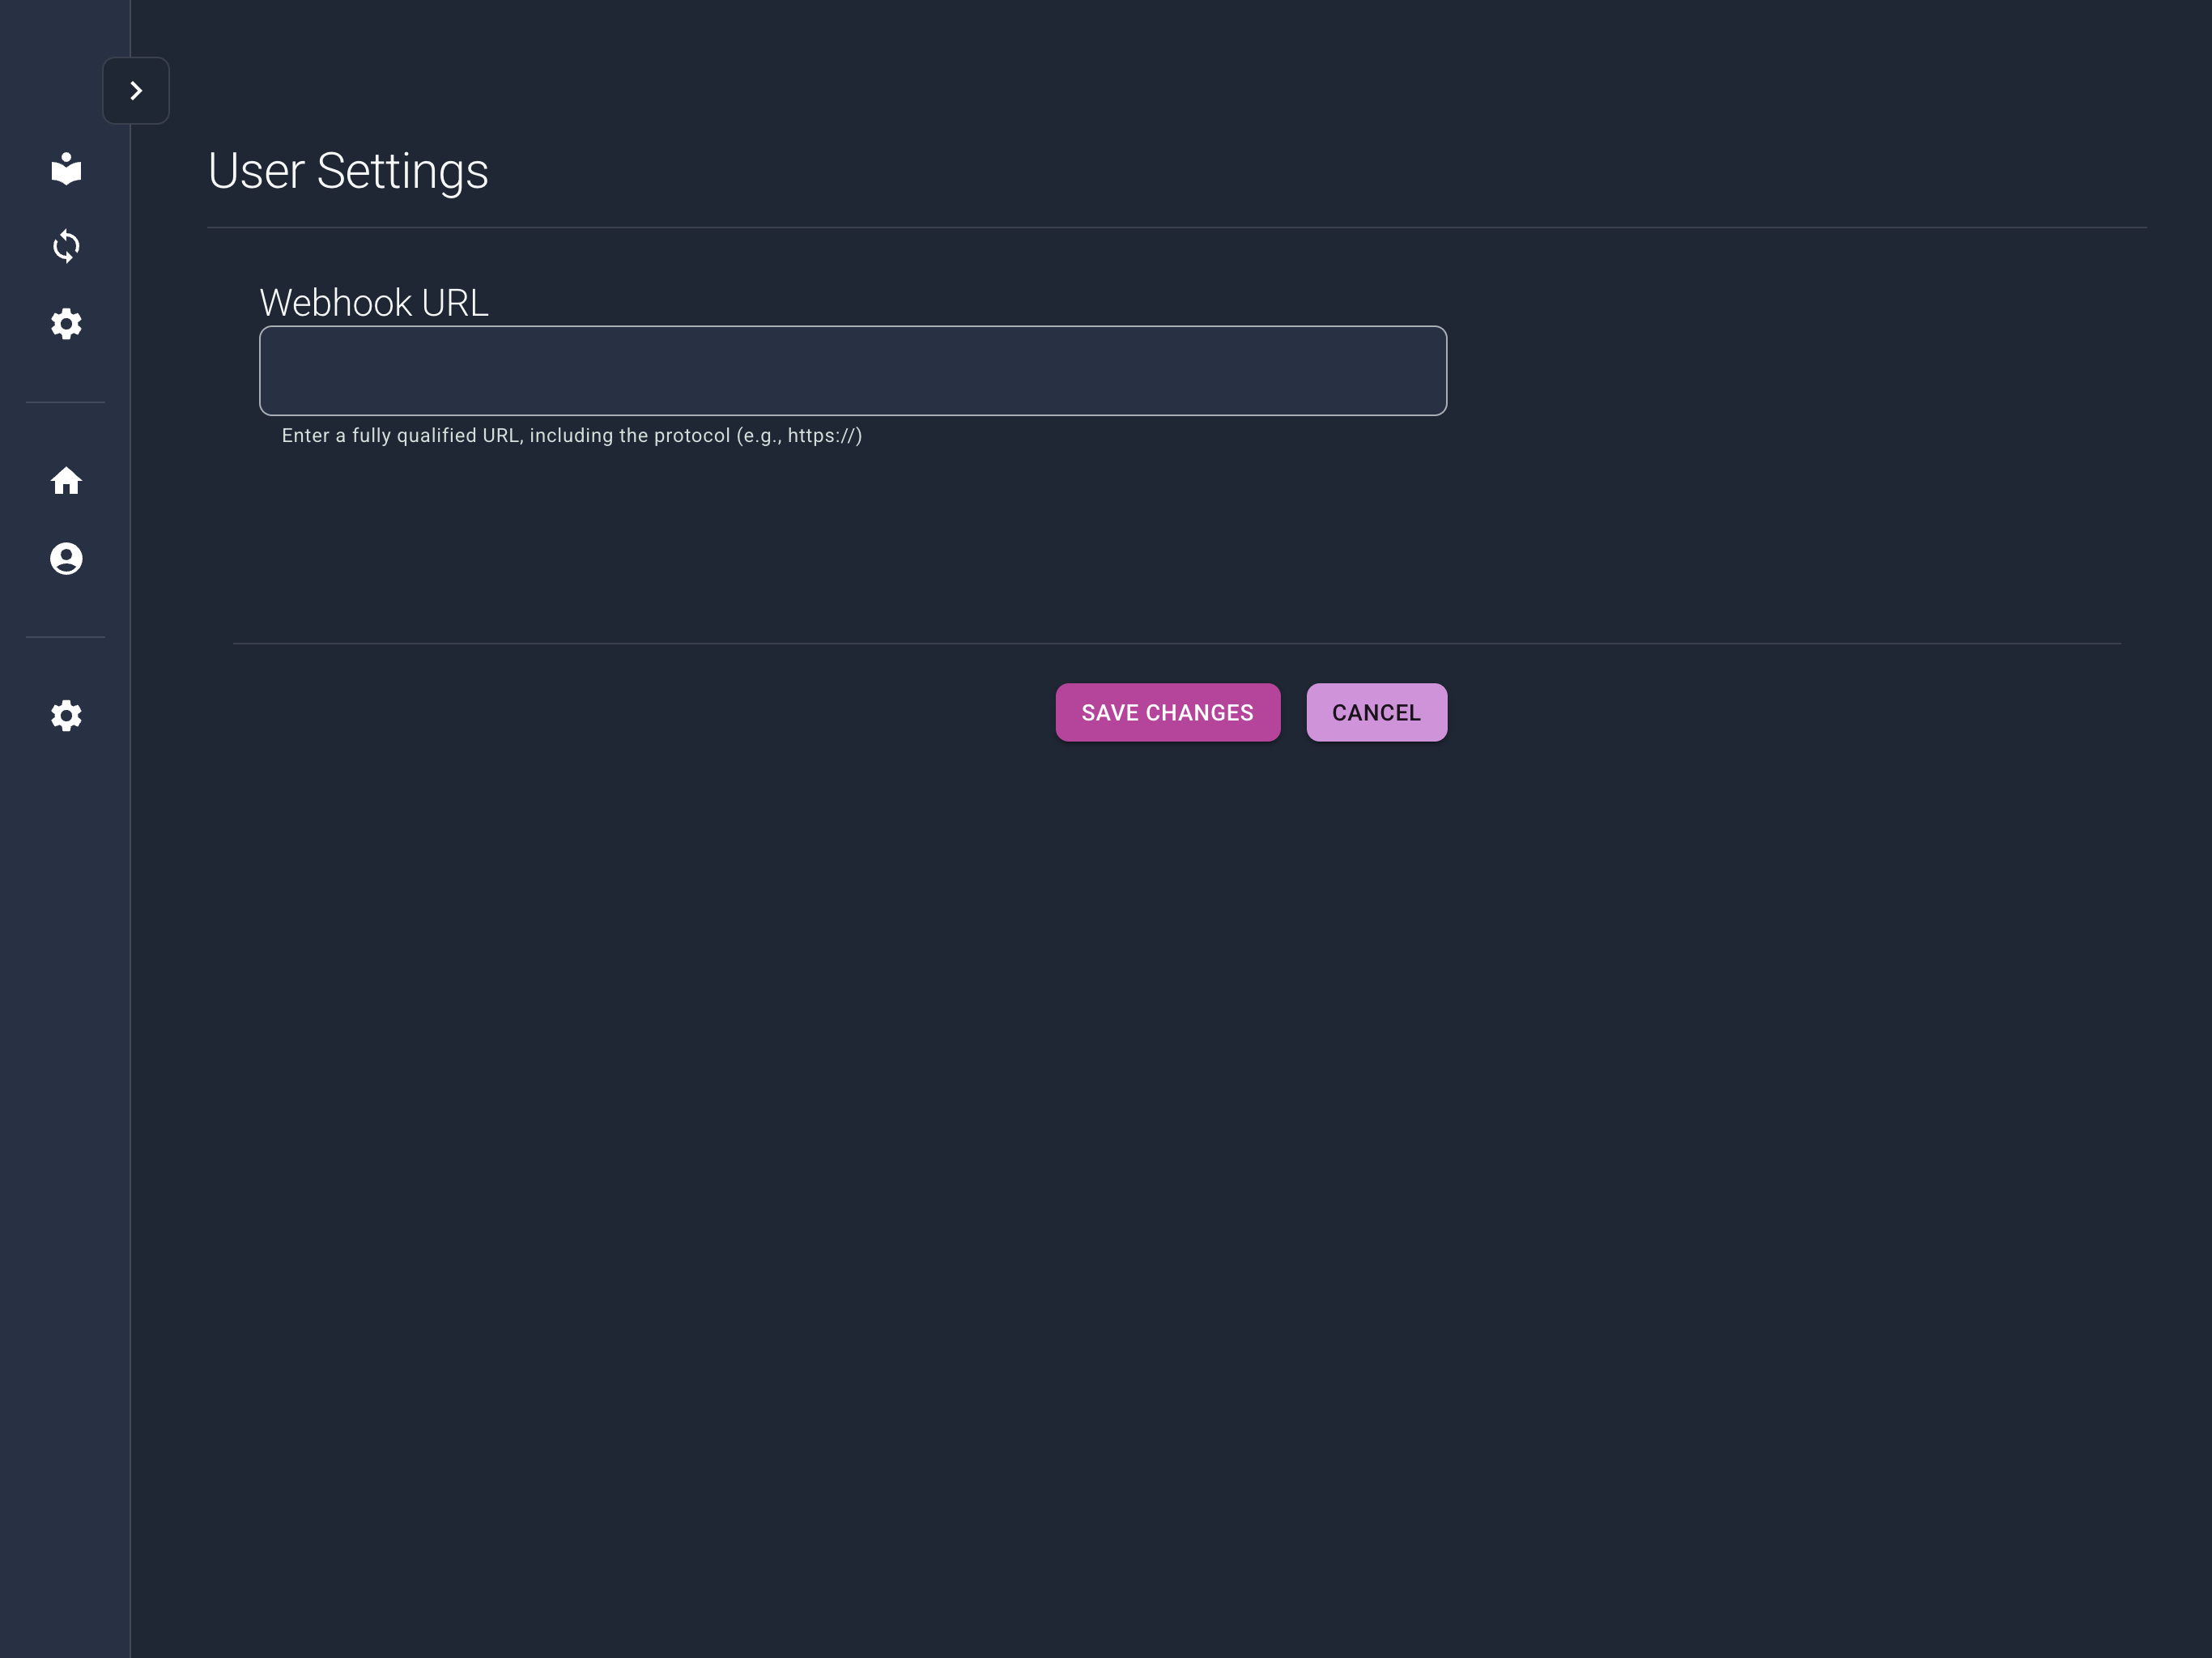 User Settings
Webhook URL
Enter a fully qualified URL, including the protocol (e.g., https://)
SAVE CHANGES
CANCEL